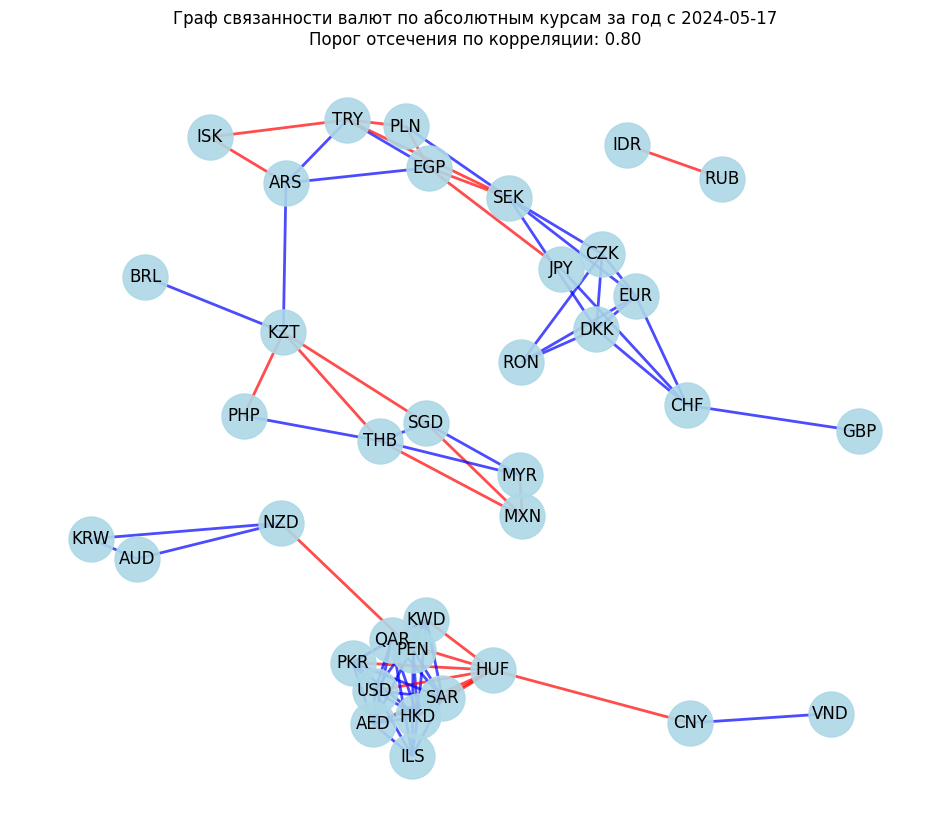 Граф связанности валют по абсолютным курсам за год с 2024-05-17
Порог отсечения по корреляции: 0.80
TRY
PLN
ISK
IDR
EGP
RUB
ARS
SEK
CZK
JPY
BRL
EUR
DKK
KZT
RON
CHF
PHP
SGD
GBP
THB
MYR
MXN
NZD
KRW
AUD
KWD
QAR
PEN
PKR
HUF
USD
SAR
HKD
AED
CNY
VND
ILS